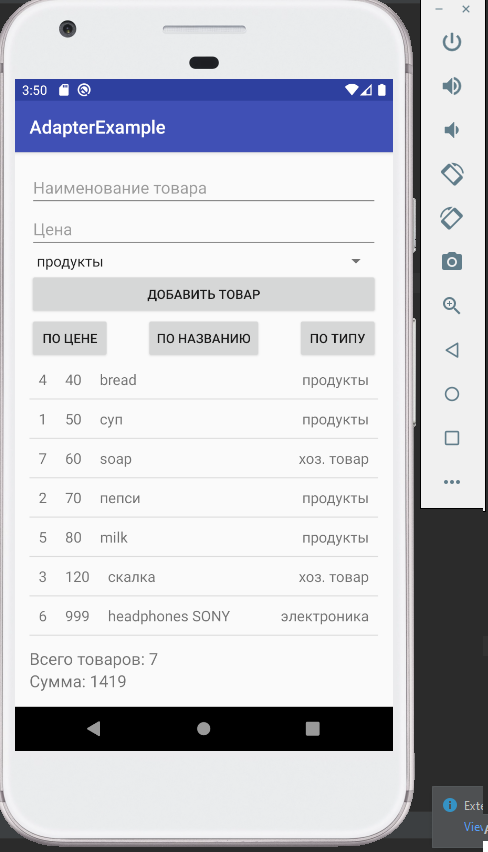 3:50
AdapterExample
Наименование товара
Цена
продукты
ДОБАВИТЬ ТОВАР
ПО ЦЕНЕ ПО НАЗВАНИЮ ПО ТИПУ
4 40 bread продукты
1 50 суп продукты
7 60 soap хоз. товар
2 70 пепси продукты
5 80 milk продукты
3 120 скалка хоз. товар
6 999 headphones SONY электроника
Всего товаров: 7
Сумма: 1419
Exte
View